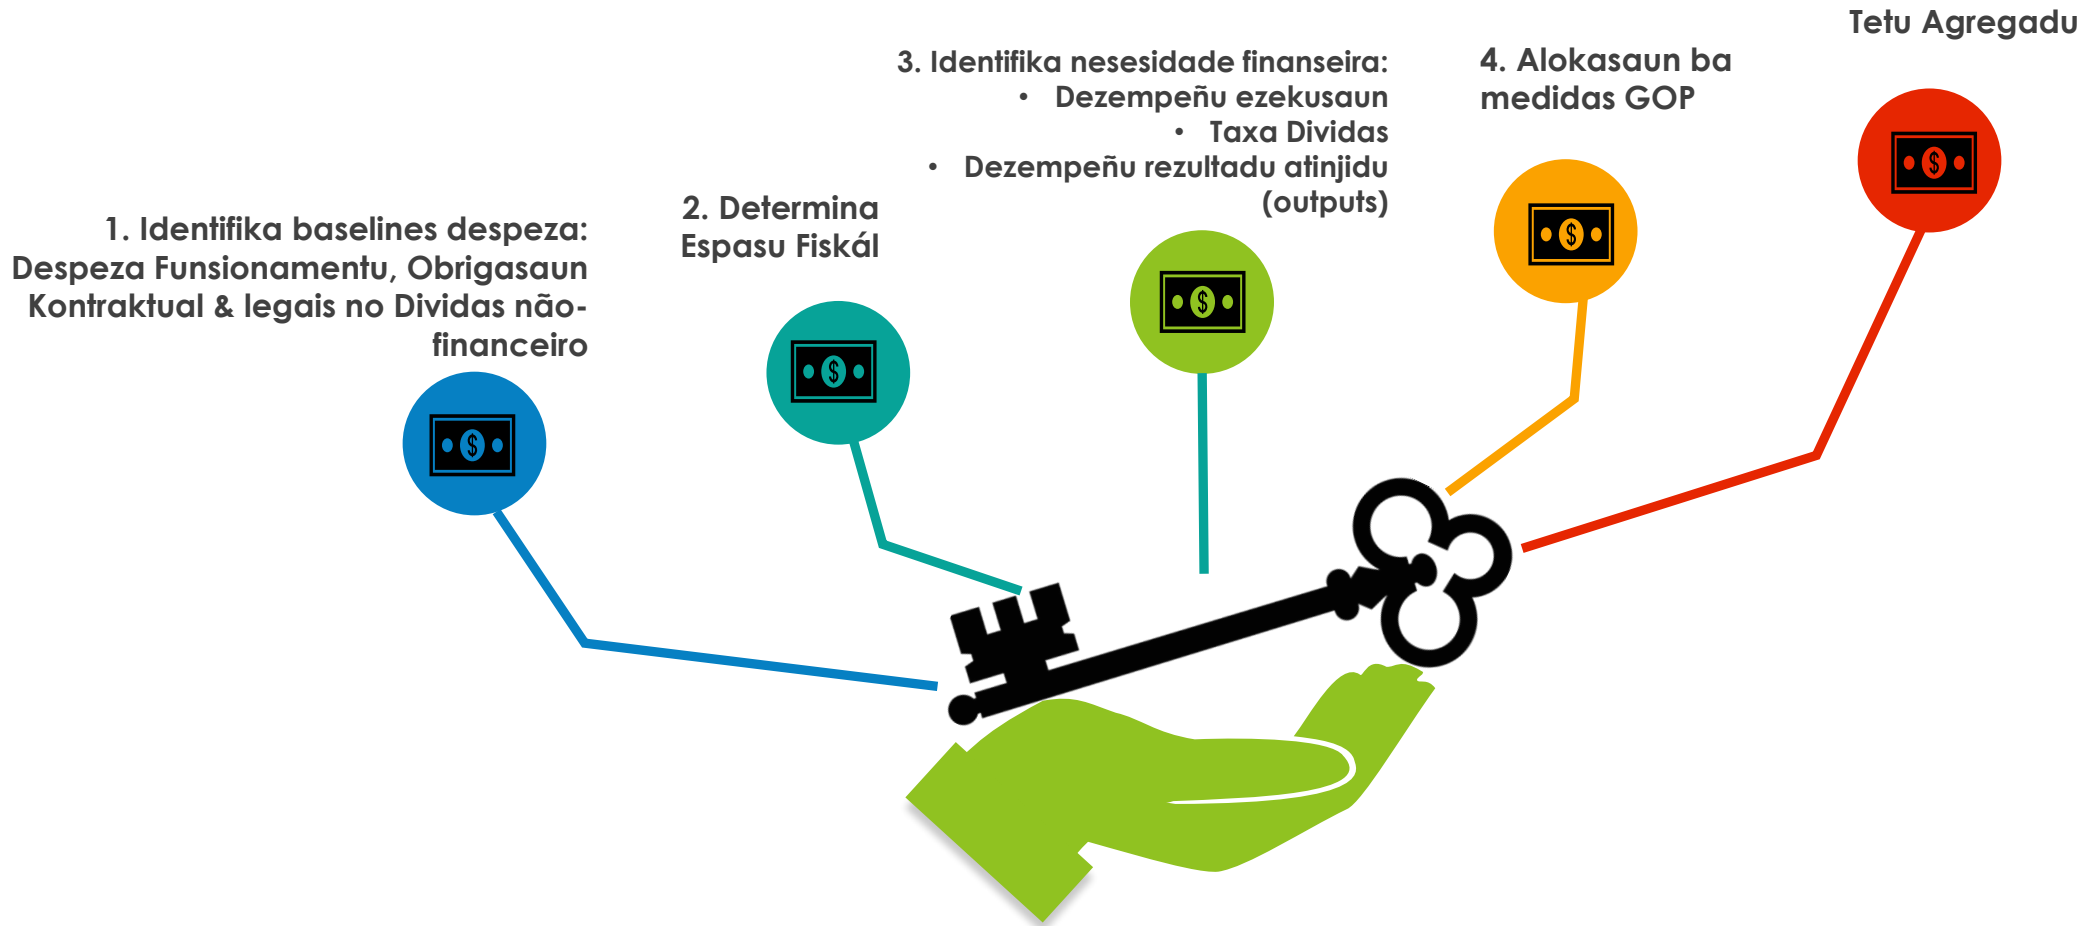 1. Identifika baselines despeza:
Despeza Funsionamentu, Obrigasaun
Kontraktual & legais no Dividas não-
financeiro
2. Determina
Espasu Fiskál
3. Identifika nesesidade finanseira:
• Dezempeñu ezekusaun
• Taxa Dividas
• Dezempeñu rezultadu atinjidu
(outputs)
4. Alokasaun ba
medidas GOP
Tetu Agregadu
$
$
$
$
$